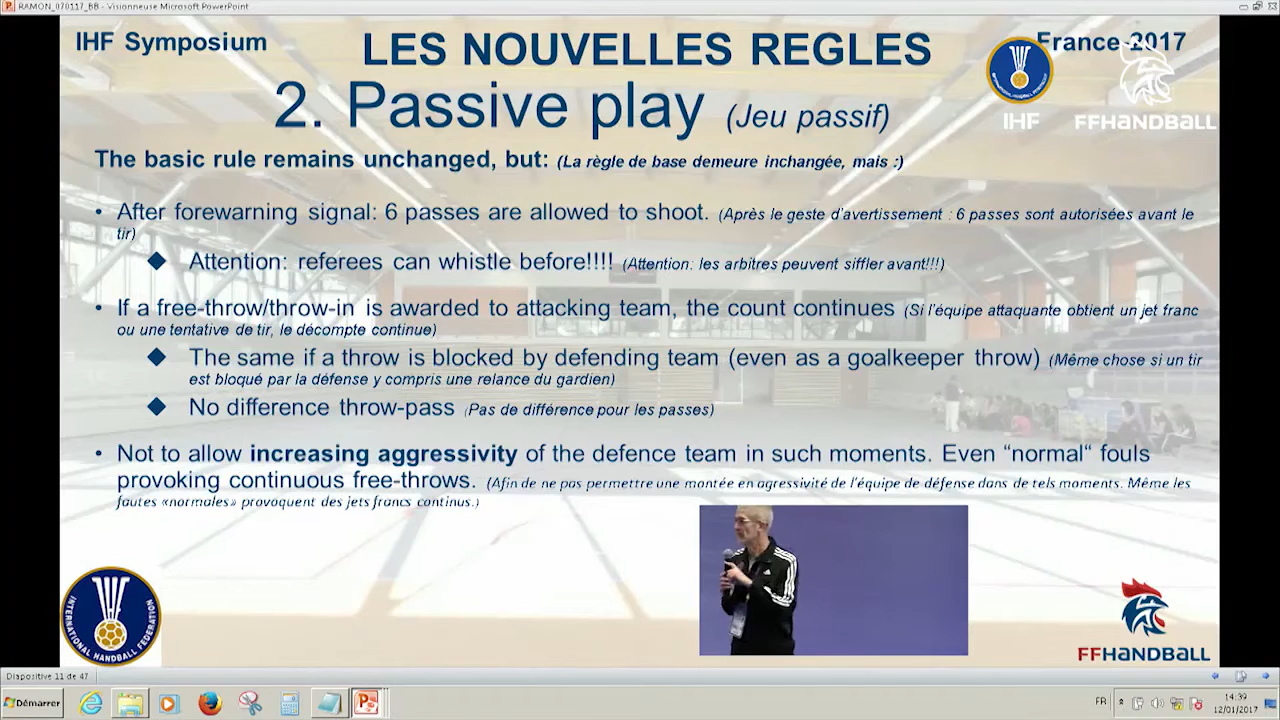 RAMON_070117_BB - Visionneuse Microsoft PowerPoint
IHF Symposium
LES NOUVELLES REGLES
France 2017
2. Passive play (Jeu passif)
IHF
FFHANDBALL
The basic rule remains unchanged, but: (La règle de base demeure inchangée, mais :)
• After forewarning signal: 6 passes are allowed to shoot. (Après le geste d'avertissement : 6 passes sont autorisées avant le
tir)
◆ Attention: referees can whistle before!!!! (Attention: les arbitres peuvent siffler avant!!!)
• If a free-throw/throw-in is awarded to attacking team, the count continues (Si l'équipe attaquante obtient un jet franc
ou une tentative de tir, le décompte continue)
◆ The same if a throw is blocked by defending team (even as a goalkeeper throw) (Même chose si un tir
est bloqué par la défense y compris une relance du gardien)
◆ No difference throw-pass (Pas de différence pour les passes)
• Not to allow increasing aggressivity of the defence team in such moments. Even “normal“ fouls
provoking continuous free-throws. (Afin de ne pas permettre une montée en agressivité de l'équipe de défense dans de tels moments. Même les
fautes «normales» provoquent des jets francs continus.)
INTERNATIONAL HANDBALL FEDERATION
FFHANDBALL
Diapositive 11 de 47
Démarrer
FR
14:39
12/01/2017